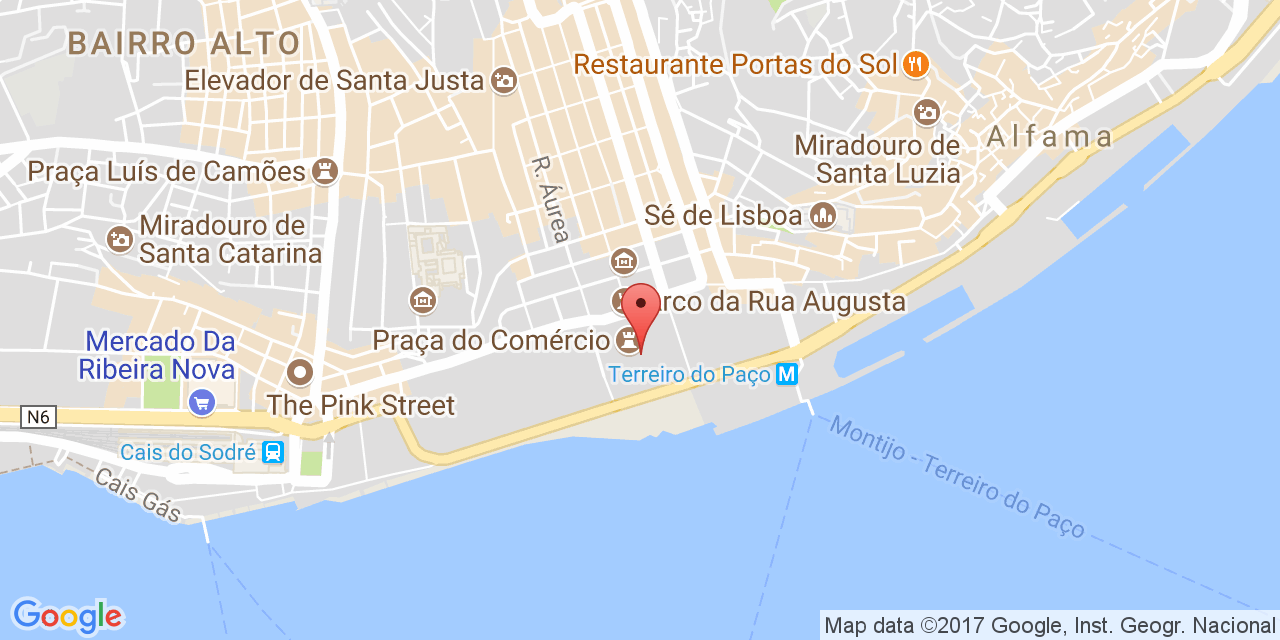 BAIRRO ALTO
Restaurante Portas do Sol
Elevador de Santa Justa
Alfama
Miradouro de
Santa Luzia
Praça Luís de Camões
R. Áurea
Sé de Lisboa
Miradouro de
Santa Catarina
arco da Rua Augusta
Praça do Comércio
Mercado Da
Ribeira Nova
Terreiro do Paço
M
The Pink Street
N6
Cais do Sodré
Montijo - Terreiro do Paço
Cais Gás
Google
Map data ©2017 Google, Inst. Geogr. Nacional